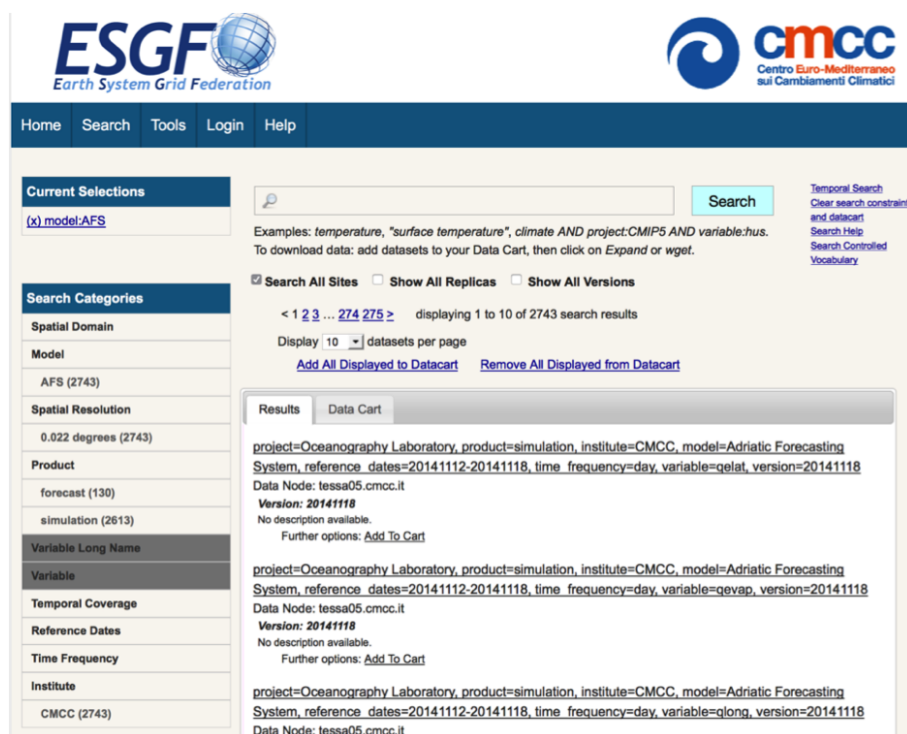 ESGF
Earth System Grid Federation
cmcc
Centro Euro-Mediterraneo
sui Cambiamenti Climatici
Home Search Tools Login Help
Current Selections
(x) model:AFS
Search Categories
Spatial Domain
Model
AFS (2743)
Spatial Resolution
0.022 degrees (2743)
Product
forecast (130)
simulation (2613)
Variable Long Name
Variable
Temporal Coverage
Reference Dates
Time Frequency
Institute
CMCC (2743)
Search
Examples: temperature, "surface temperature", climate AND project:CMIP5 AND variable:hus.
To download data: add datasets to your Data Cart, then click on Expand or wget.
Search All Sites Show All Replicas Show All Versions
< 1 2 3 ... 274 275 > displaying 1 to 10 of 2743 search results
Display 10 datasets per page
Add All Displayed to Datacart Remove All Displayed from Datacart
Results Data Cart
project=Oceanography Laboratory, product=simulation, institute=CMCC, model=Adriatic Forecasting
System, reference_dates=20141112-20141118, time_frequency=day, variable=qelat, version=20141118
Data Node: tessa05.cmcc.it
Version: 20141118
No description available.
Further options: Add To Cart
project=Oceanography Laboratory, product=simulation, institute=CMCC, model=Adriatic Forecasting
System, reference_dates=20141112-20141118, time_frequency=day, variable=qevap, version=20141118
Data Node: tessa05.cmcc.it
Version: 20141118
No description available.
Further options: Add To Cart
project=Oceanography Laboratory, product=simulation, institute=CMCC, model=Adriatic Forecasting
System, reference_dates=20141112-20141118, time_frequency=day, variable=qlong, version=20141118
Data Node: tessa05.cmcc.it
Temporal Search
Clear search constraint
and datacart
Search Help
Search Controlled
Vocabulary